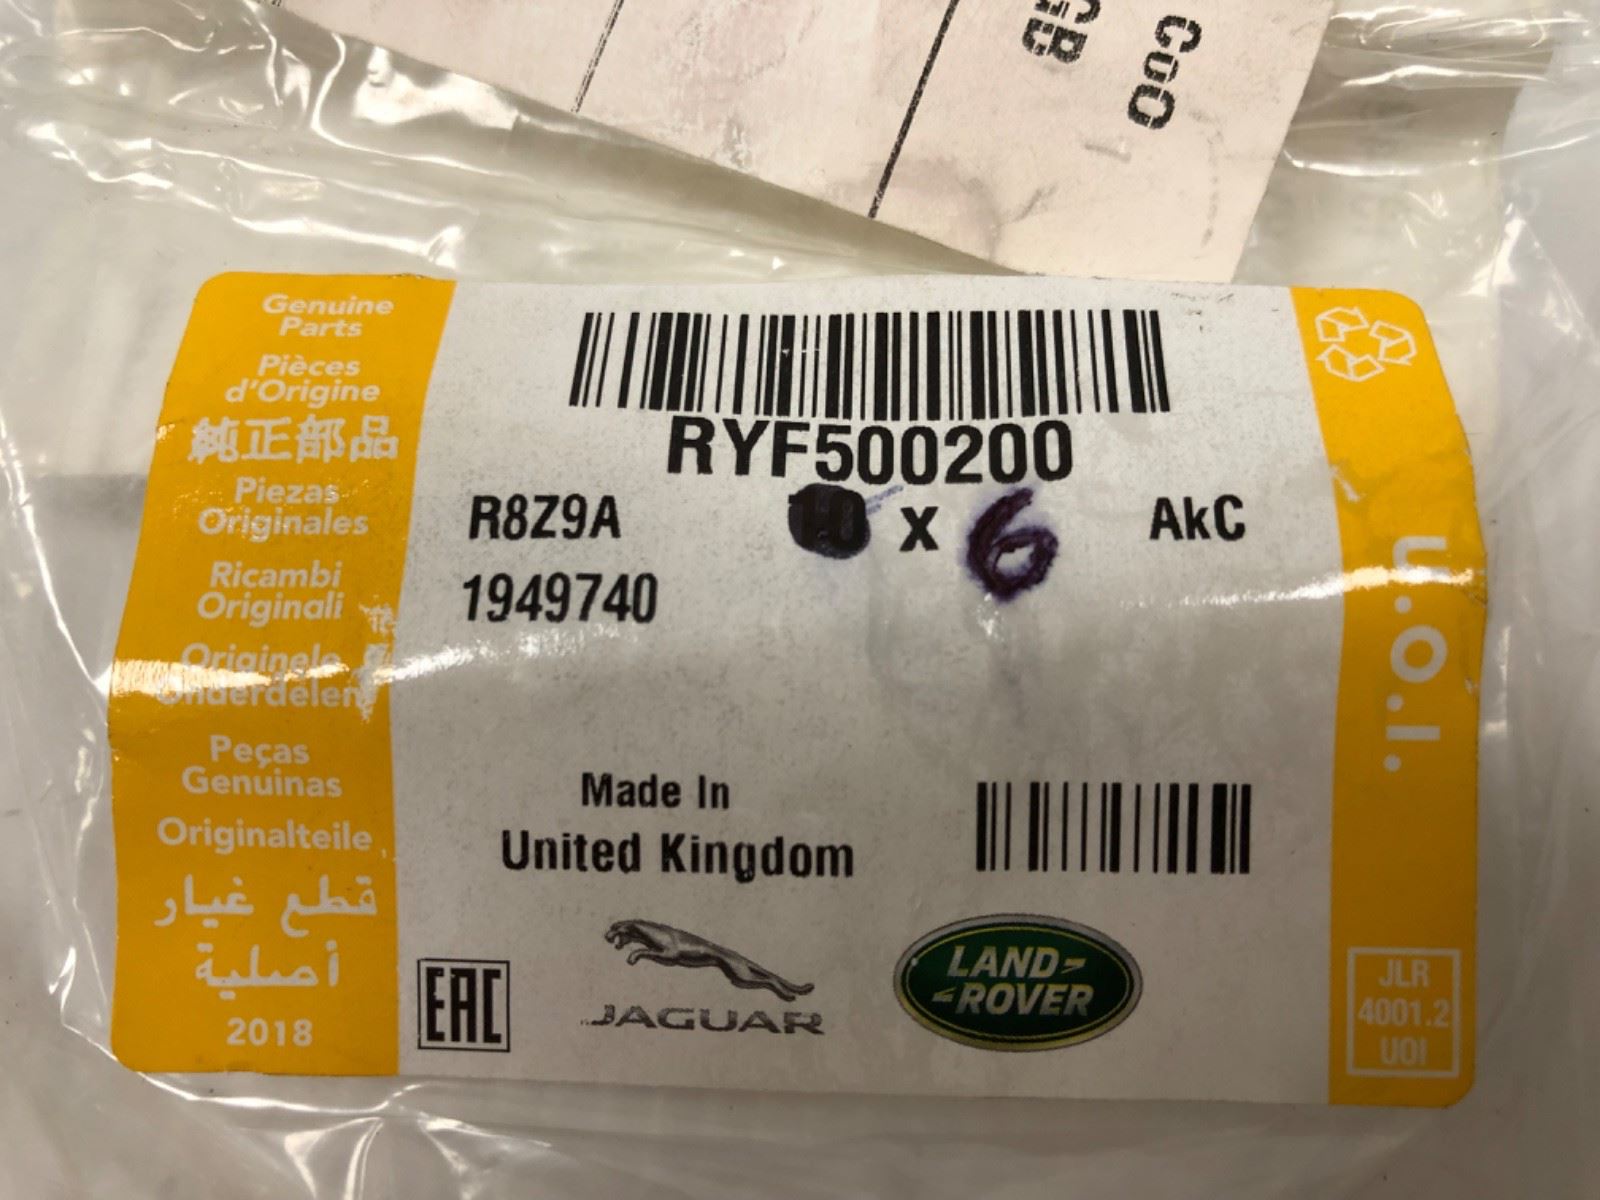 CoO
GB
Genuine
Parts
Pièces
d'Origine
純正部品
Piezas
Originales
Ricambi
Originali
Originele
Onderdelen
Peças
Genuinas
Originalteile
قطع غيار
أصلية
2018
RYF500200
R8Z9A 10 x 6 AkC
1949740
Made In
United Kingdom
EAC
JAGUAR
LAND-
-ROVER
u.o.i.
JLR
4001.2
UOI